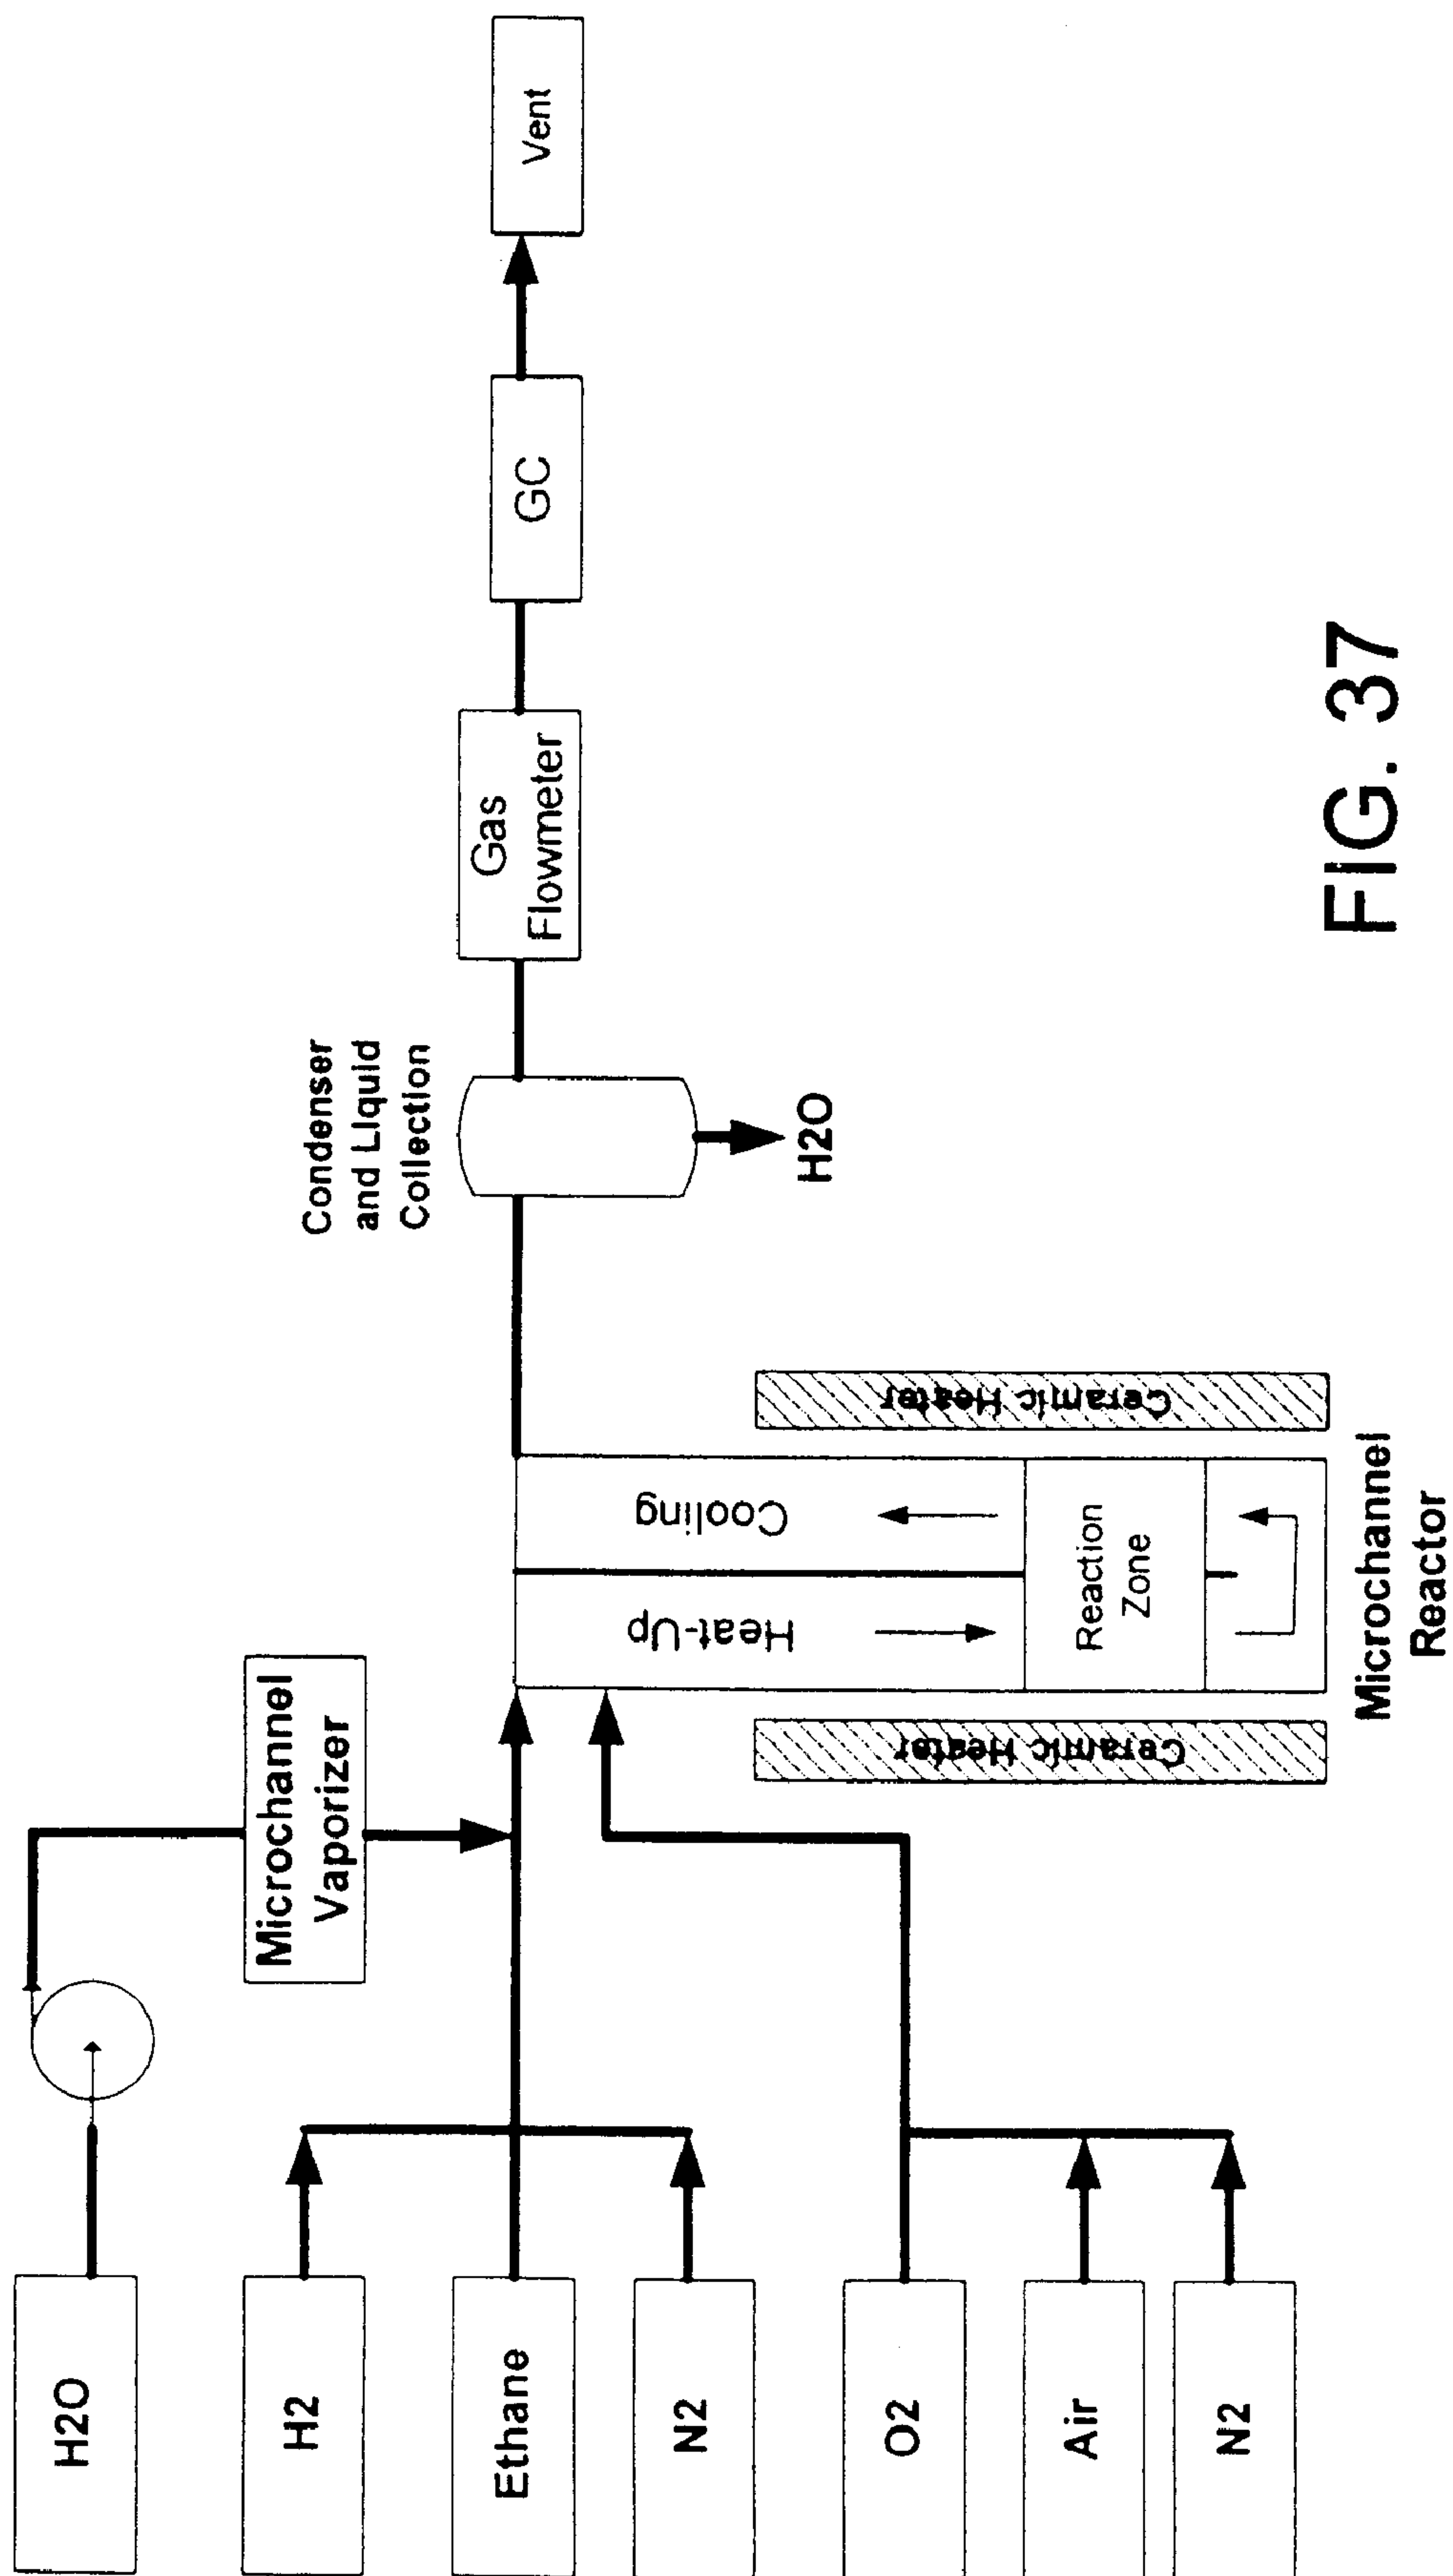 H2O
H2
Ethane
N2
O2
Air
N2
Microchannel
Vaporizer
Heat-Up
Cooling
Reaction
Zone
Ceramic Heater
Ceramic Heater
Microchannel
Reactor
Condenser
and Liquid
Collection
H2O
Gas
Flowmeter
GC
Vent
FIG. 37